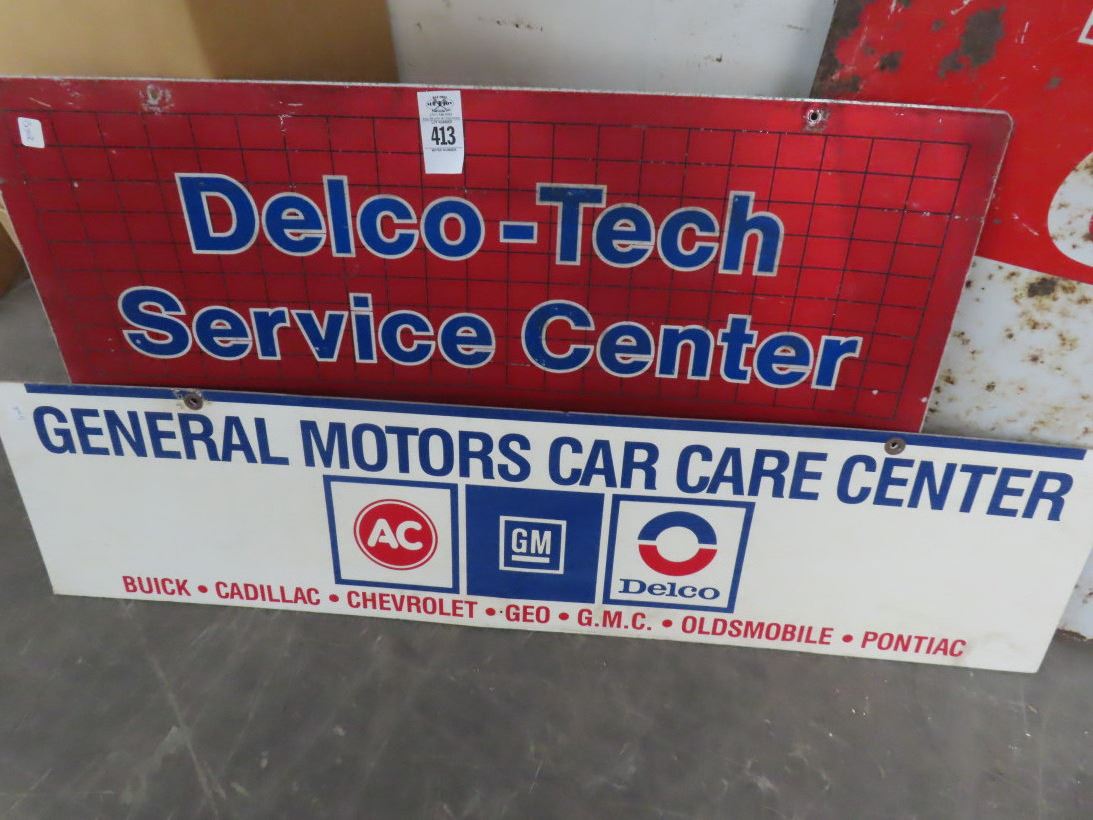 413
Delco-Tech
Service Center
GENERAL MOTORS CAR CARE CENTER
AC
GM
Delco
BUICK • CADILLAC • CHEVROLET • GEO • G.M.C. • OLDSMOBILE • PONTIAC